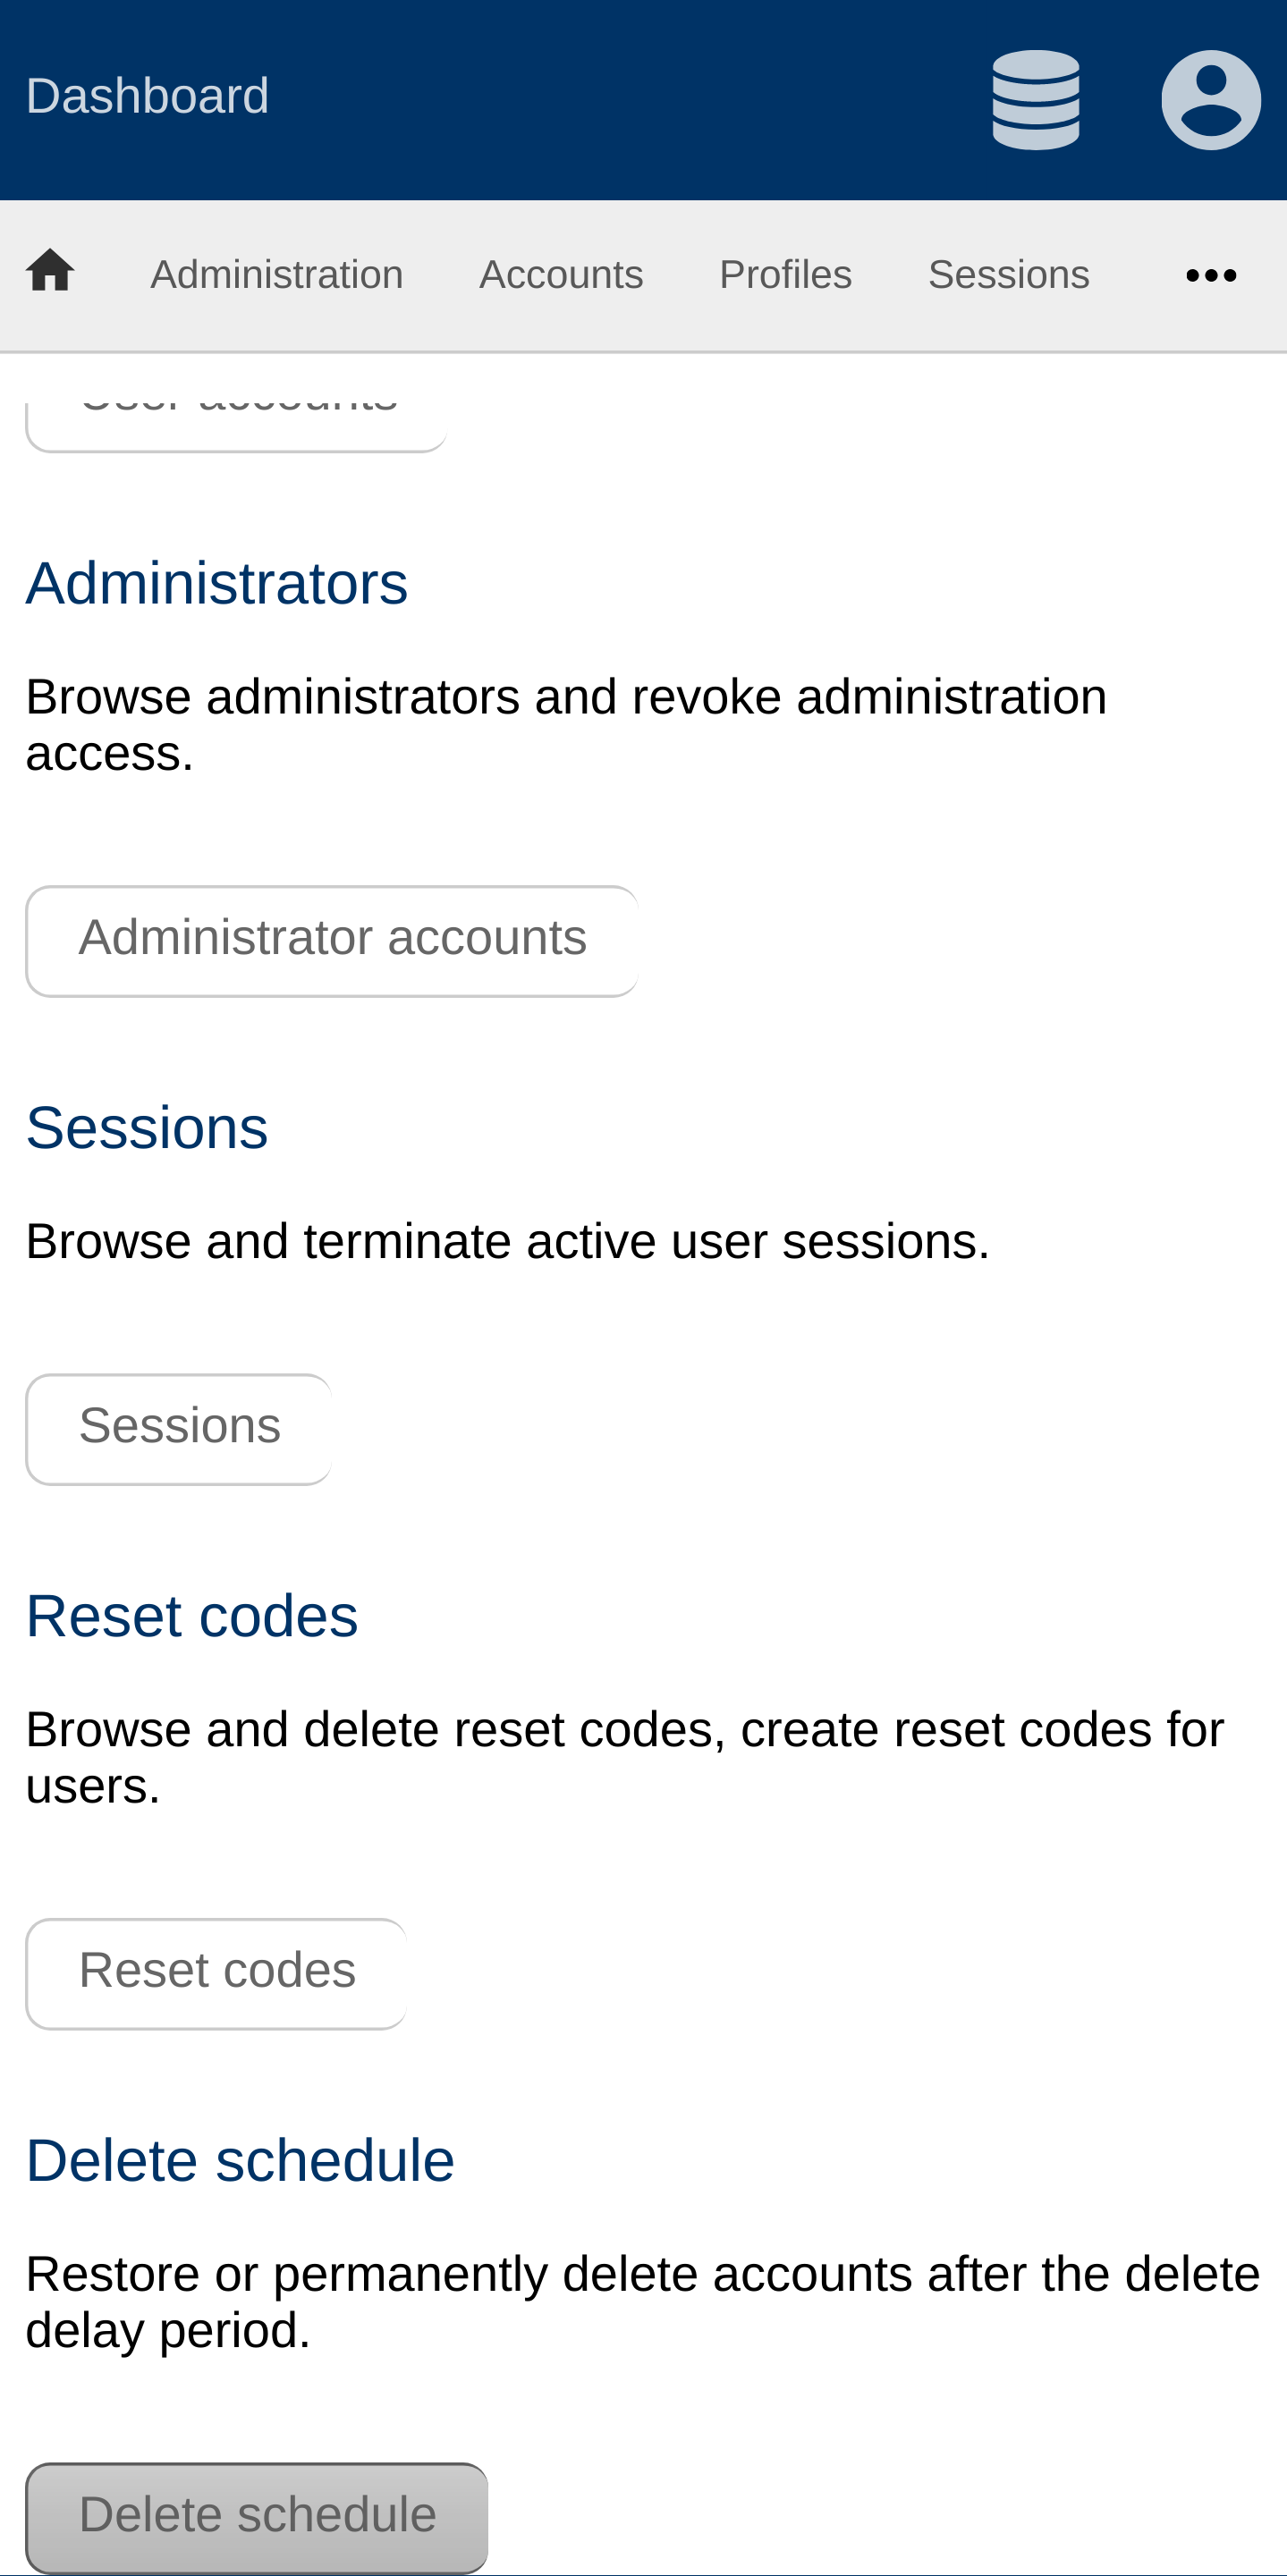 Dashboard
Administration Accounts Profiles Sessions
User accounts
Administrators
Browse administrators and revoke administration
access.
Administrator accounts
Sessions
Browse and terminate active user sessions.
Sessions
Reset codes
Browse and delete reset codes, create reset codes for
users.
Reset codes
Delete schedule
Restore or permanently delete accounts after the delete
delay period.
Delete schedule